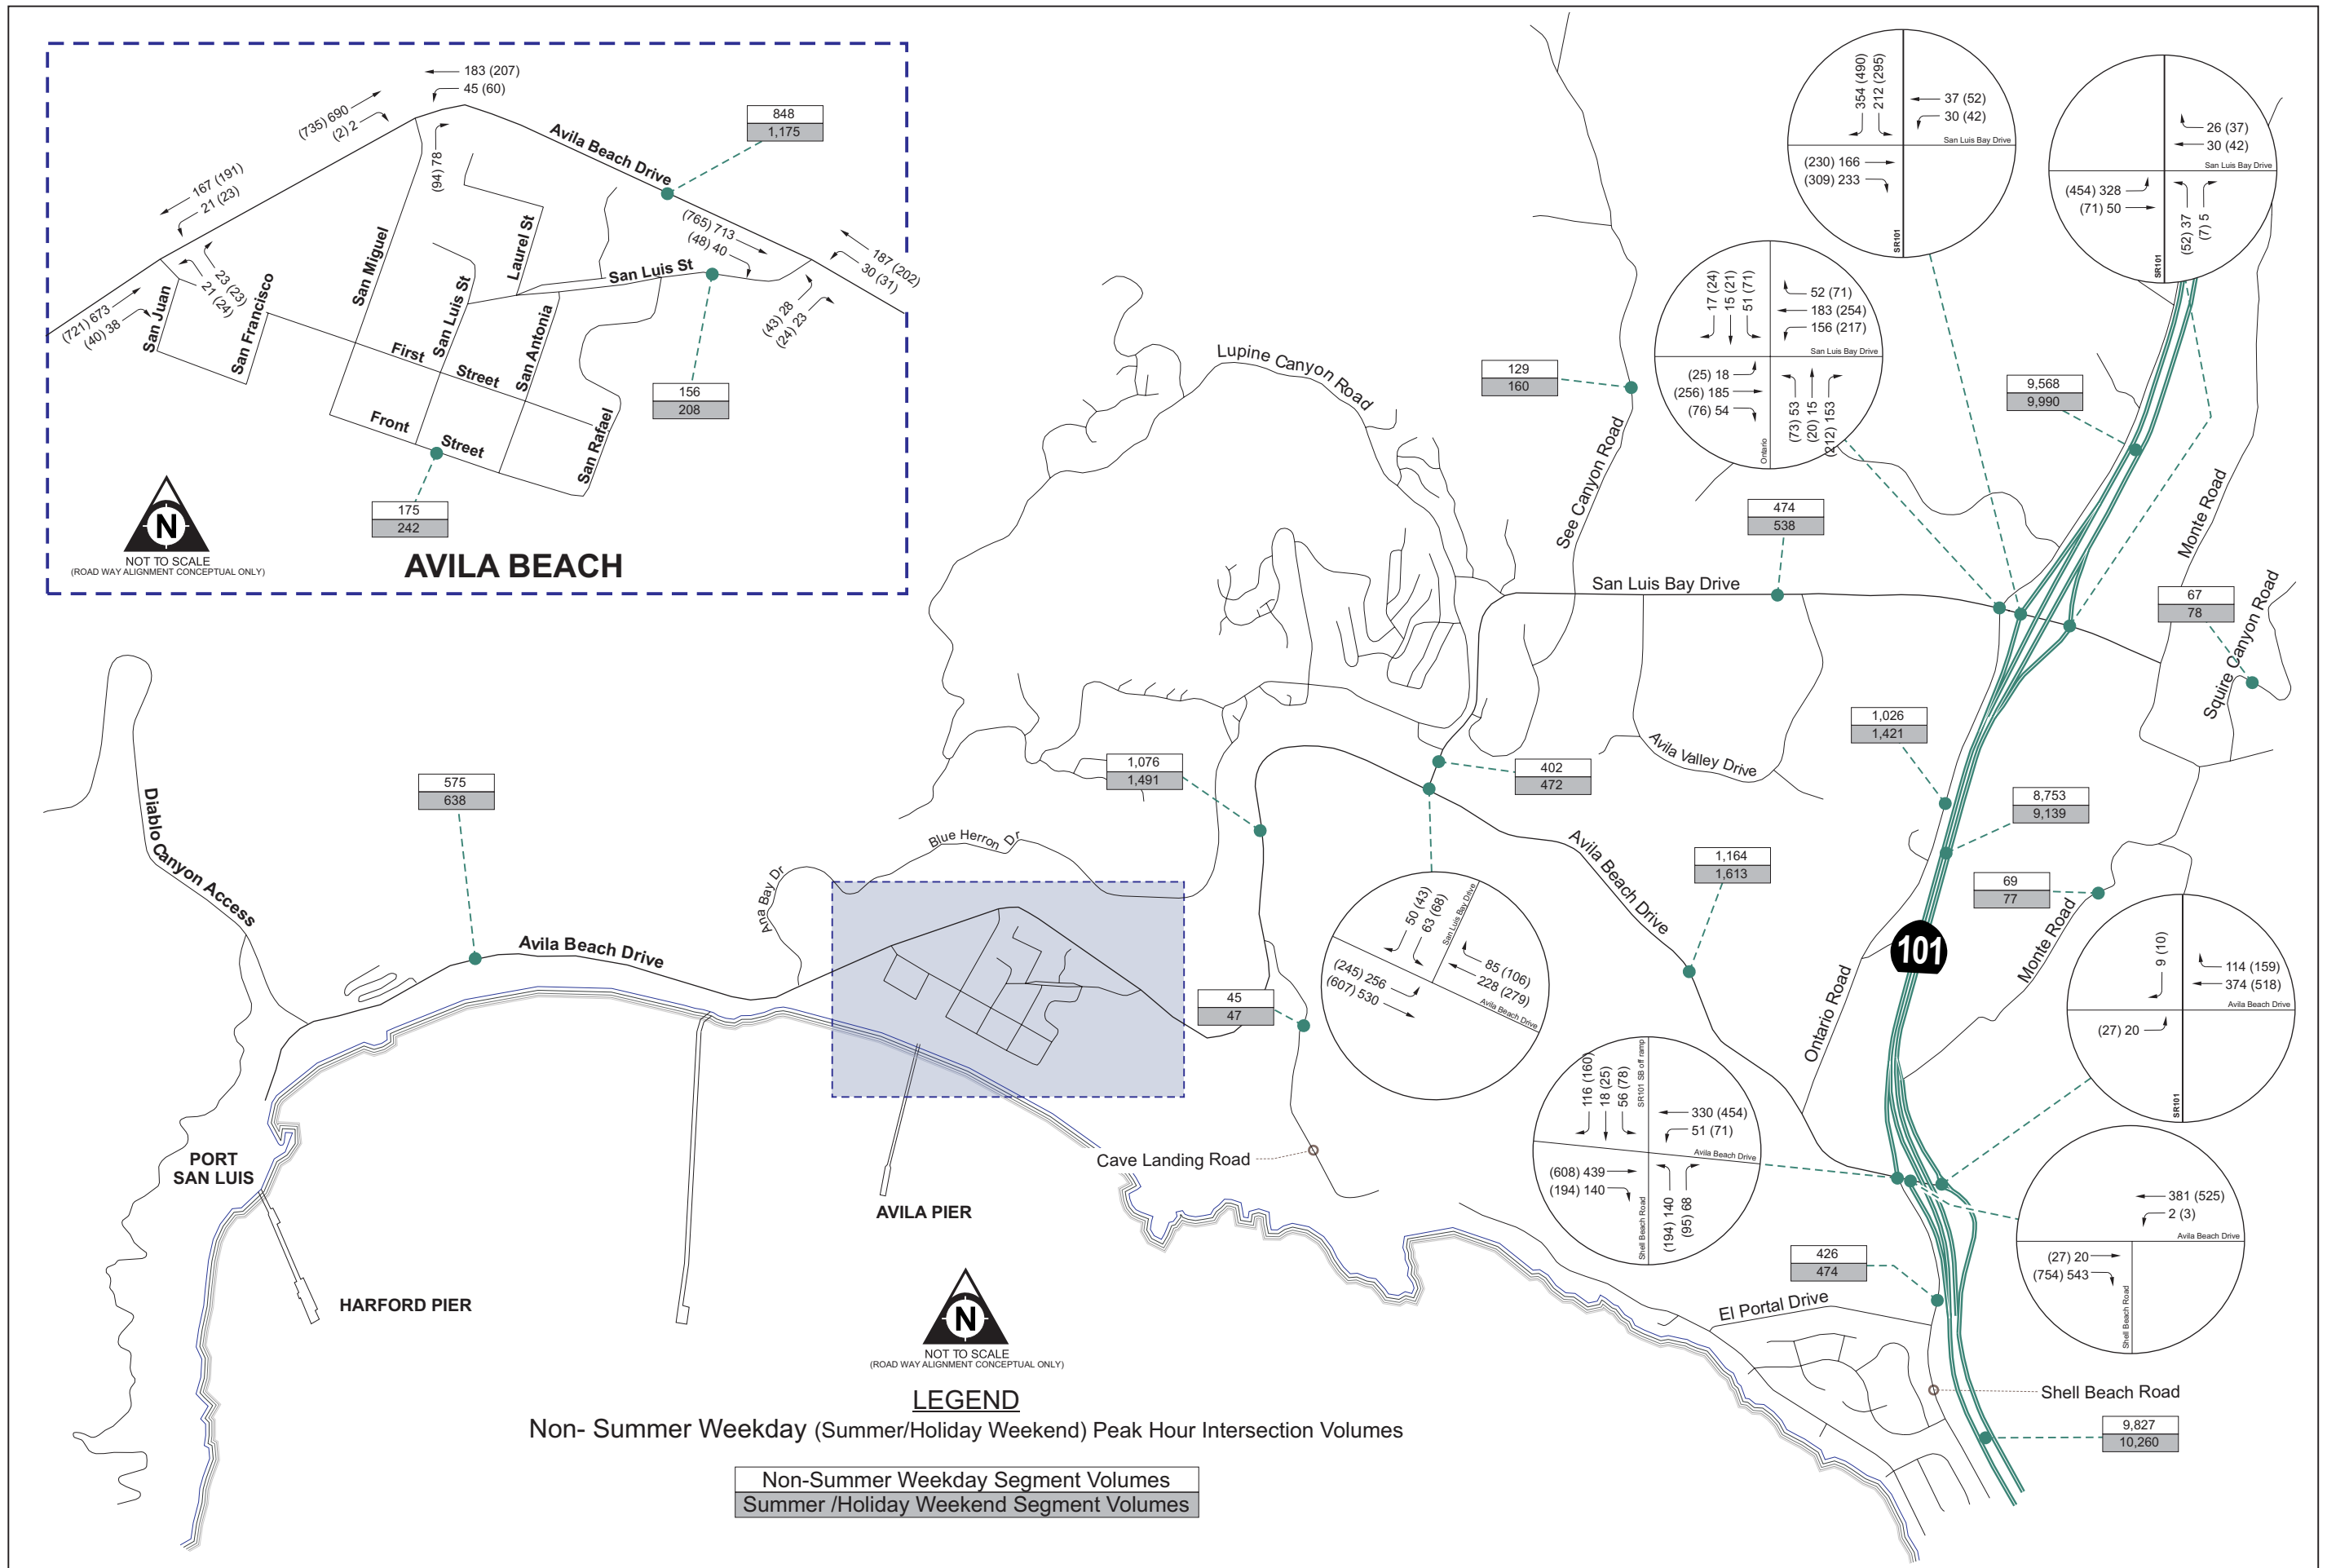 183 (207)
45 (60)
(735) 690
(2) 2
848
1,175
Avila Beach Drive
(94) 78
167 (191)
21 (23)
(765) 713
(48) 40
187 (202)
30 (31)
San Miguel
Laurel St
San Luis St
23 (23)
21 (24)
San Juan
San Francisco
(721) 673
(40) 38
San Luis St
San Antonia
(43) 28
(24) 23
First
Street
156
208
Front
Street
San Rafael
175
242
N
NOT TO SCALE
(ROAD WAY ALIGNMENT CONCEPTUAL ONLY)
AVILA BEACH
354 (490)
212 (295)
37 (52)
30 (42)
San Luis Bay Drive
(230) 166
(309) 233
SR101
26 (37)
30 (42)
San Luis Bay Drive
(454) 328
(71) 50
(52) 37
(7) 5
SR101
17 (24)
15 (21)
51 (71)
52 (71)
183 (254)
156 (217)
San Luis Bay Drive
(25) 18
(256) 185
(76) 54
(73) 53
(20) 15
(212) 153
Ontario
Lupine Canyon Road
129
160
See Canyon Road
9,568
9,990
474
538
Monte Road
San Luis Bay Drive
67
78
Squire Canyon Road
1,026
1,421
Avila Valley Drive
1,076
1,491
402
472
575
638
8,753
9,139
Diablo Canyon Access
Blue Herron Dr
Ana Bay Dr
Avila Beach Drive
1,164
1,613
69
77
Avila Beach Drive
50 (43)
63 (68)
San Luis Bay Drive
85 (106)
228 (279)
(245) 256
(607) 530
Avila Beach Drive
101
Monte Road
Ontario Road
9 (10)
114 (159)
374 (518)
Avila Beach Drive
(27) 20
SR101
45
47
116 (160)
18 (25)
56 (78)
SR101 SB off ramp
330 (454)
51 (71)
Avila Beach Drive
(608) 439
(194) 140
(194) 140
(95) 68
Shell Beach Road
Cave Landing Road
PORT
SAN LUIS
AVILA PIER
HARFORD PIER
381 (525)
2 (3)
Avila Beach Drive
(27) 20
(754) 543
Shell Beach Road
426
474
El Portal Drive
Shell Beach Road
9,827
10,260
N
NOT TO SCALE
(ROAD WAY ALIGNMENT CONCEPTUAL ONLY)
LEGEND
Non- Summer Weekday (Summer/Holiday Weekend) Peak Hour Intersection Volumes
Non-Summer Weekday Segment Volumes
Summer /Holiday Weekend Segment Volumes